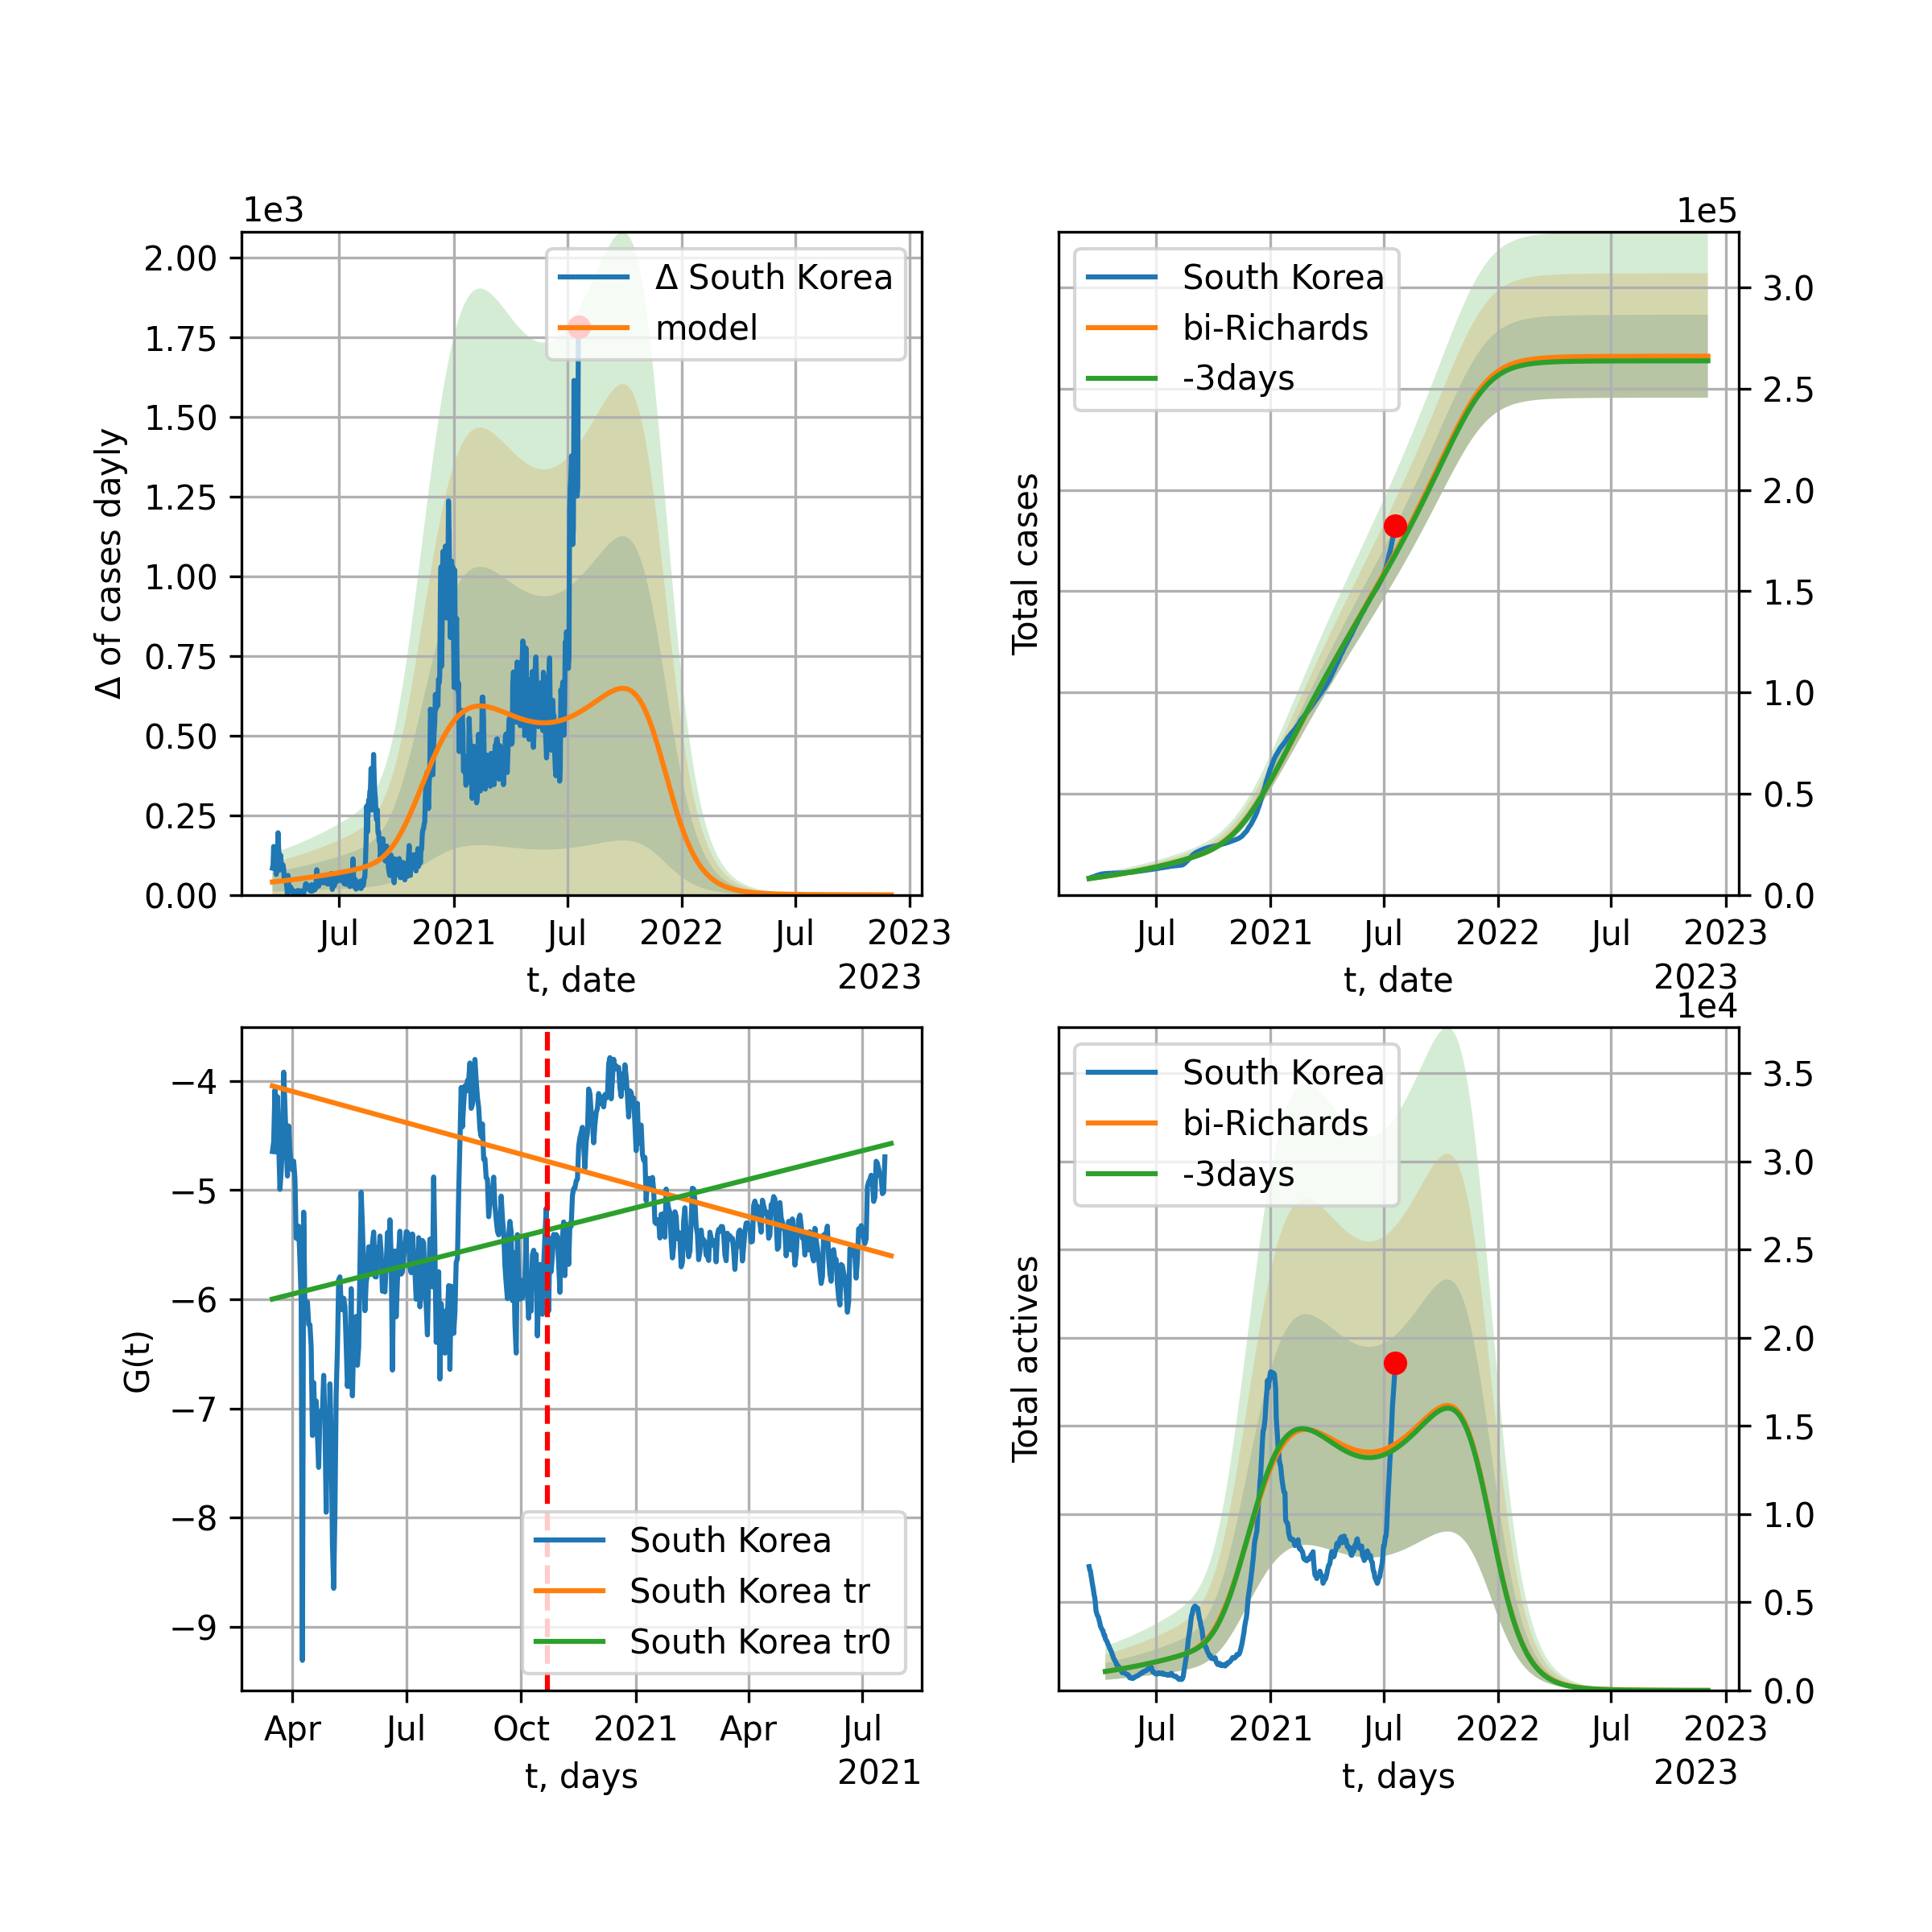 1e3
2.00
1.75
1.50
1.25
1.00
0.75
0.50
0.25
0.00
Δ of cases dayly
Δ South Korea
model
Jul 2021 Jul 2022 Jul 2023
t, date
2023
1e5
South Korea
bi-Richards
-3days
Total cases
3.0
2.5
2.0
1.5
1.0
0.5
0.0
Jul 2021 Jul 2022 Jul 2023
t, date
2023
−4
−5
−6
−7
−8
−9
G(t)
South Korea
South Korea tr
South Korea tr0
Apr Jul Oct 2021 Apr Jul
t, days
2021
1e4
South Korea
bi-Richards
-3days
Total actives
3.5
3.0
2.5
2.0
1.5
1.0
0.5
0.0
Jul 2021 Jul 2022 Jul 2023
t, days
2023